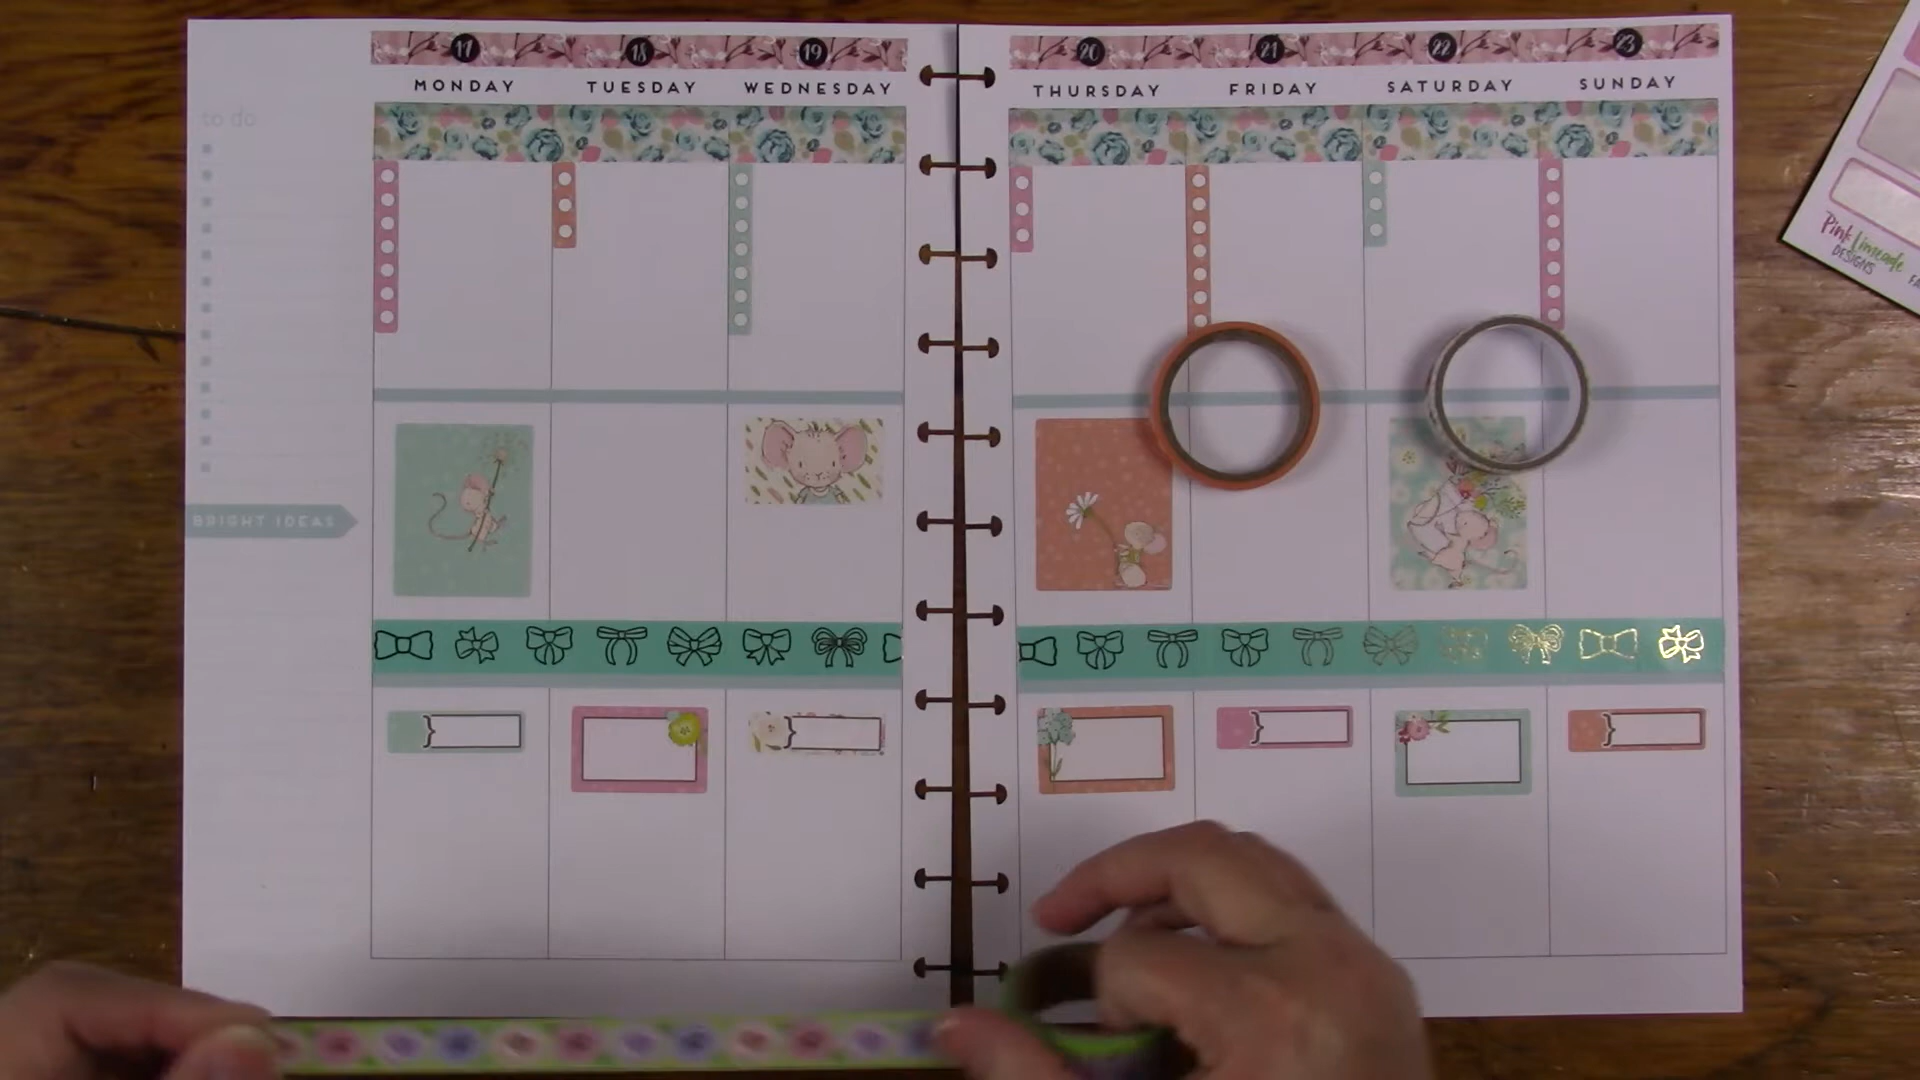 17 18 19 20 21 22 23
MONDAY TUESDAY WEDNESDAY THURSDAY FRIDAY SATURDAY SUNDAY
to do
BRIGHT IDEAS
Pink Limeade
DESIGNS